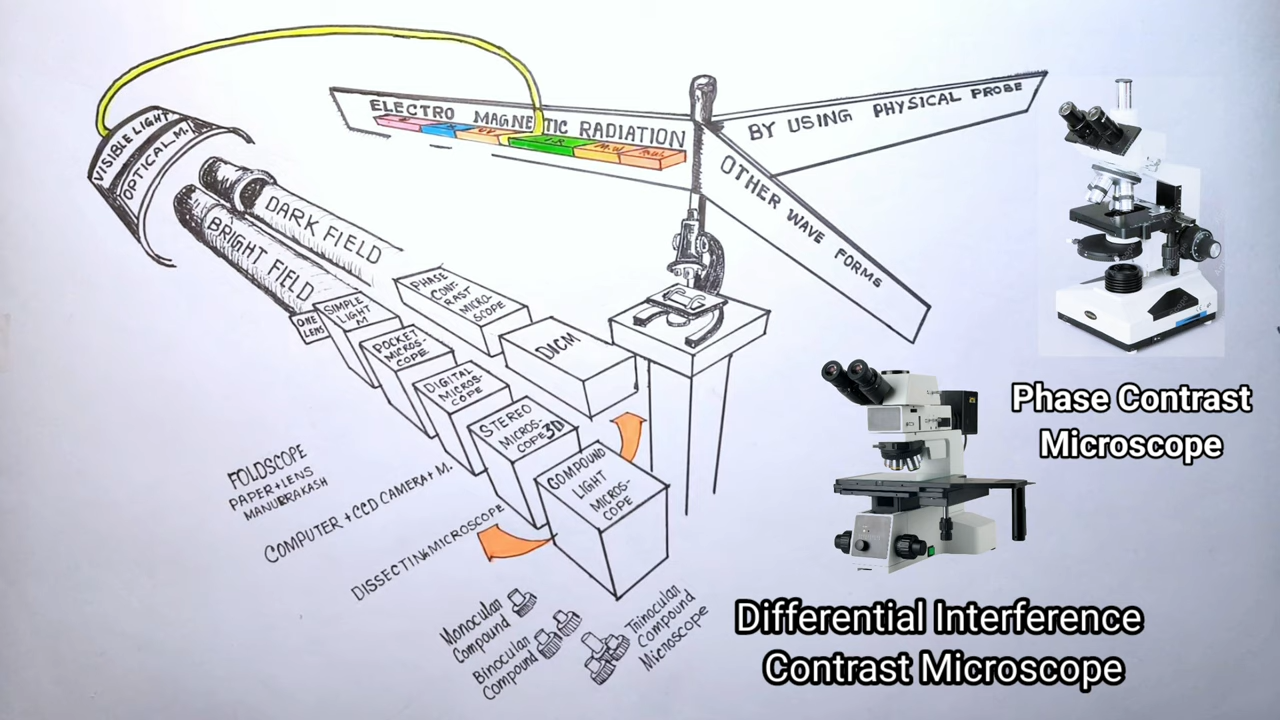 ELECTRO MAGNETIC RADIATION
UV
I.R
M.W
BY USING PHYSICAL PROBE
OTHER WAVE FORMS
VISIBLE LIGHT
OPTICAL M.
DARK FIELD
BRIGHT FIELD
ONE
LENS
SIMPLE
LIGHT
M
POCKET
MICROS-
COPE
DIGITAL
MICROS-
COPE
STEREO
MICROS-
COPE 3D
COMPOUND
LIGHT
MICROS-
COPE
PHASE
CONT-
RAST
MICRO-
SCOPE
DICM
FOLDSCOPE
PAPER+LENS
MANUBRAKASH
COMPUTER + CCD CAMERA+ M.
DISSECTING MICROSCOPE
Monocular
Compound
Binocular
Compound
Trinocular
Compound
Microscope
Phase Contrast
Microscope
Differential Interference
Contrast Microscope